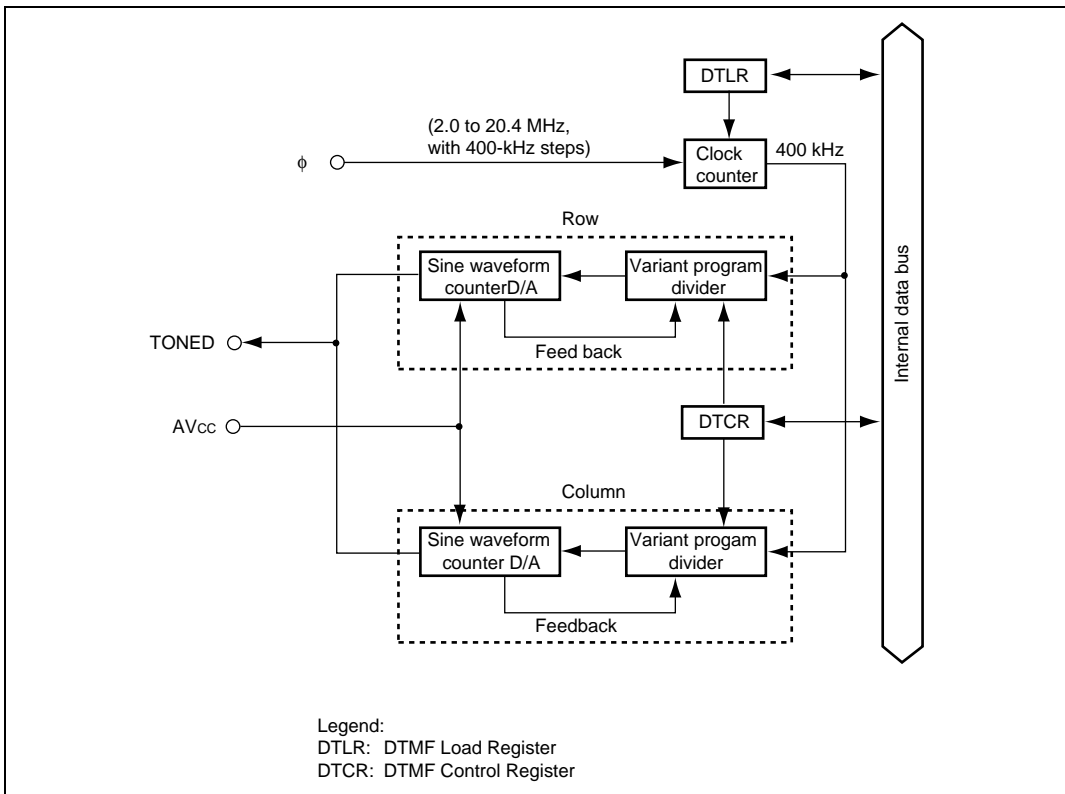 DTLR
(2.0 to 20.4 MHz,
with 400-kHz steps)
ϕ
Clock
counter
400 kHz
Row
Sine waveform
counterD/A
Variant program
divider
Feed back
TONED
AVcc
DTCR
Internal data bus
Column
Sine waveform
counter D/A
Variant progam
divider
Feedback
Legend:
DTLR: DTMF Load Register
DTCR: DTMF Control Register